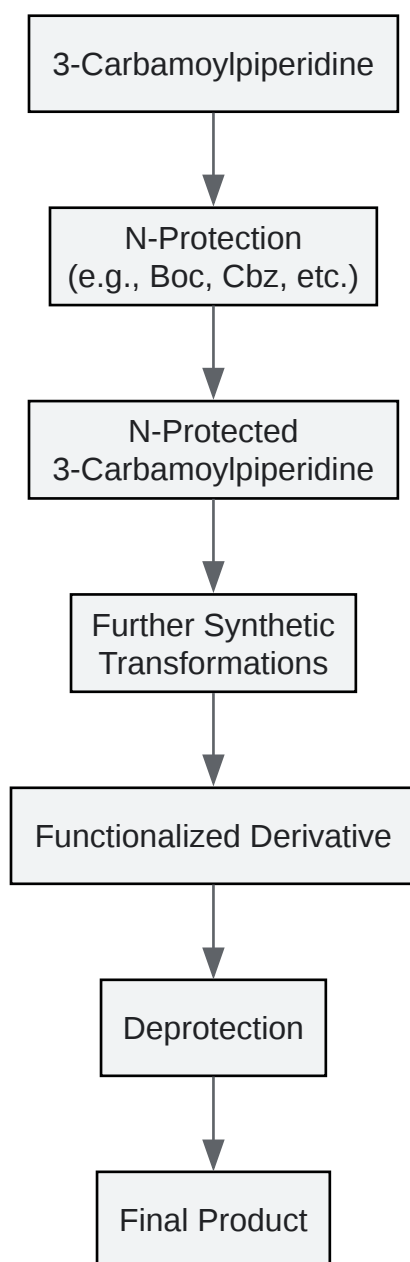 3-Carbamoylpiperidine
N-Protection
(e.g., Boc, Cbz, etc.)
N-Protected
3-Carbamoylpiperidine
Further Synthetic
Transformations
Functionalized Derivative
Deprotection
Final Product